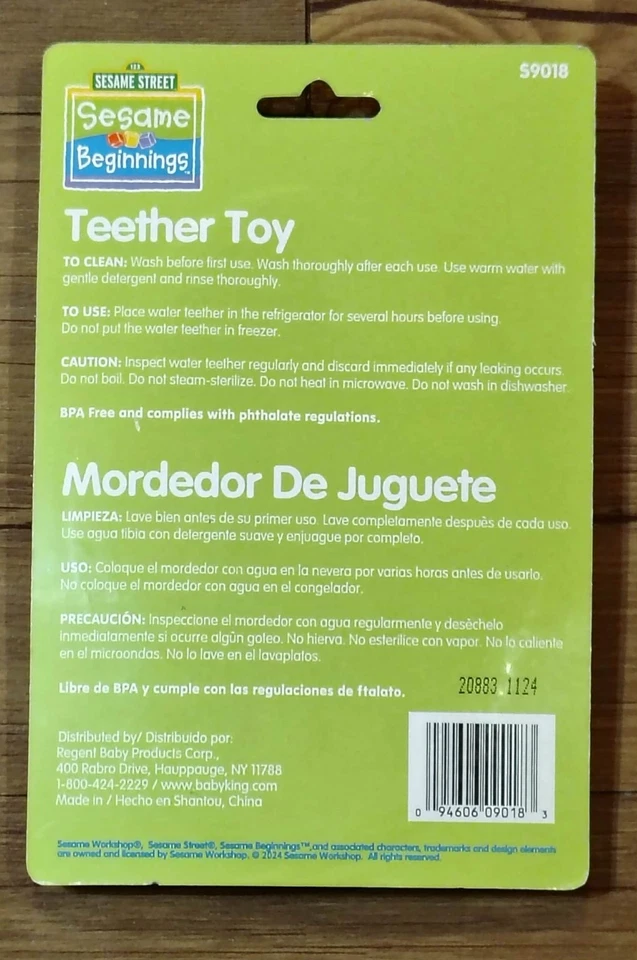 S9018
123
SESAME STREET
Sesame
Beginnings™
Teether Toy
TO CLEAN: Wash before first use. Wash thoroughly after each use. Use warm water with
gentle detergent and rinse thoroughly.
TO USE: Place water teether in the refrigerator for several hours before using.
Do not put the water teether in freezer.
CAUTION: Inspect water teether regularly and discard immediately if any leaking occurs.
Do not boil. Do not steam-sterilize. Do not heat in microwave. Do not wash in dishwasher.
BPA Free and complies with phthalate regulations.
Mordedor De Juguete
LIMPIEZA: Lave bien antes de su primer uso. Lave completamente despuès de cada uso.
Use agua tibia con detergente suave y enjuague por completo.
USO: Coloque el mordedor con agua en la nevera por varias horas antes de usarlo.
No coloque el mordedor con agua en el congelador.
PRECAUCIÓN: Inspeccione el mordedor con agua regularmente y deséchelo
inmediatamente si ocurre algún goteo. No hierva. No esterilice con vapor. No lo caliente
en el microondas. No lo lave en el lavaplatos.
Libre de BPA y cumple con las regulaciones de ftalato.
20883 1124
Distributed by/ Distribuido por:
Regent Baby Products Corp.,
400 Rabro Drive, Hauppauge, NY 11788
1-800-424-2229 / www.babyking.com
Made in / Hecho en Shantou, China
0 94606 09018 3
Sesame Workshop®, Sesame Street®, Sesame Beginnings™,and associated characters, trademarks and design elements
are owned and licensed by Sesame Workshop. © 2024 Sesame Workshop. All rights reserved.